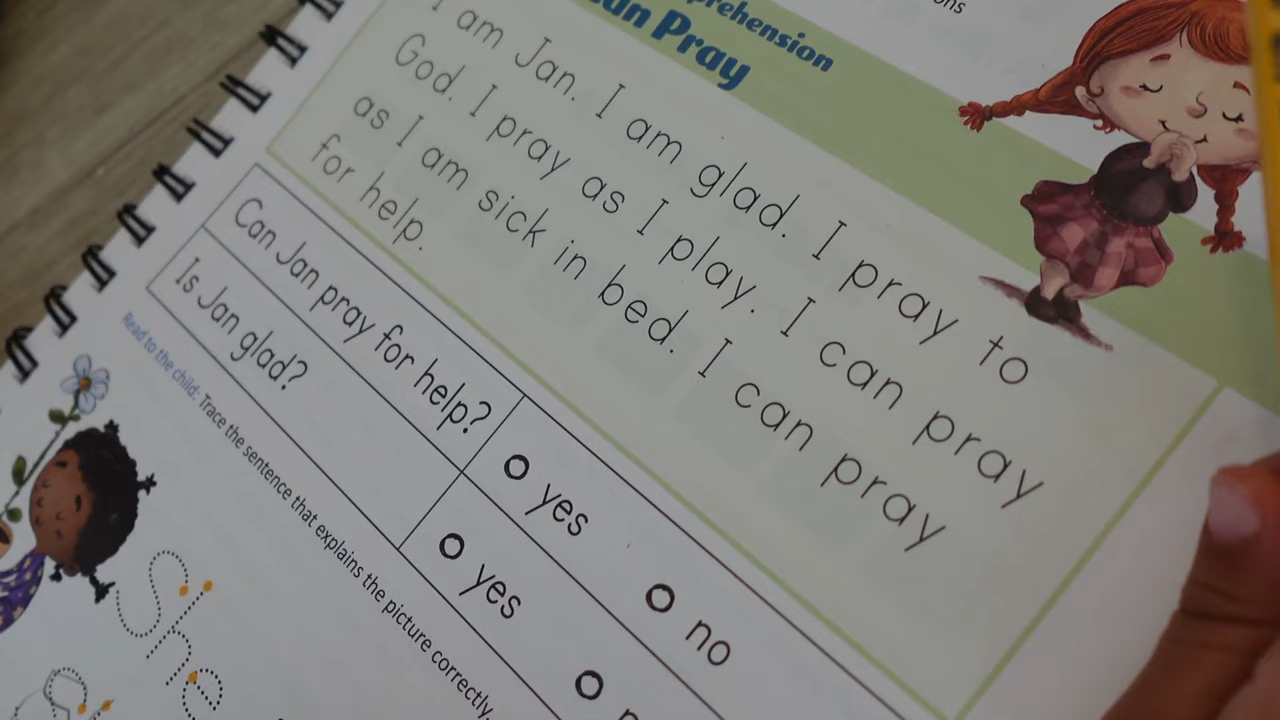 ons
prehension
an Pray
I am Jan. I am glad. I pray to
God. I pray as I play. I can pray
as I am sick in bed. I can pray
for help.
Can Jan pray for help? yes no
Is Jan glad? yes
Read to the child: Trace the sentence that explains the picture correctly.
She